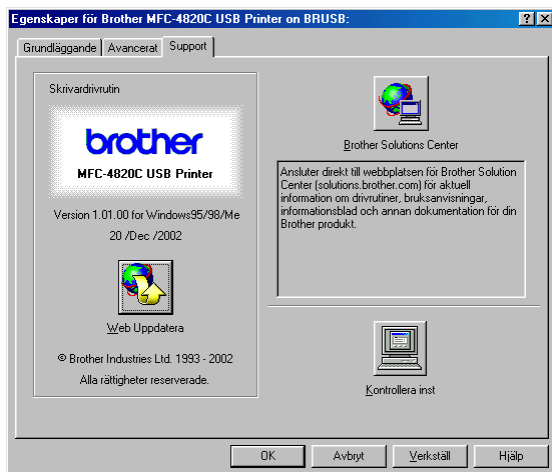 Egenskaper för Brother MFC-4820C USB Printer on BRUSB:
Grundläggande
Avancerat
Support
Skrivardrivrutin
brother
MFC-4820C USB Printer
Version 1.01.00 for Windows95/98/Me
20 /Dec /2002
Web Uppdatera
© Brother Industries Ltd. 1993 - 2002
Alla rättigheter reserverade.
Brother Solutions Center
Ansluter direkt till webbplatsen för Brother Solution
Center (solutions.brother.com) för aktuell
information om drivrutiner, bruksanvisningar,
informationsblad och annan dokumentation för din
Brother produkt.
Kontrollera inst
OK
Avbryt
Verkställ
Hjälp